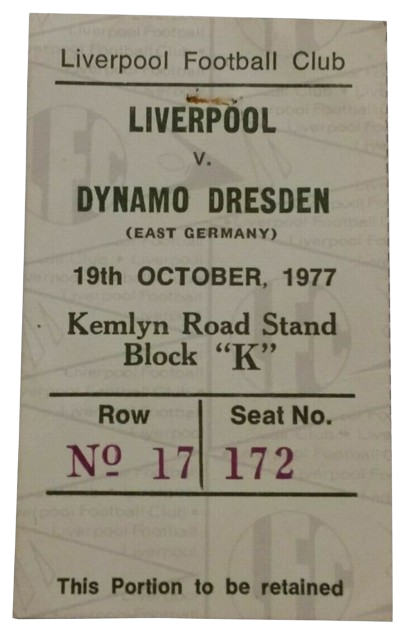 Liverpool Football Club
LIVERPOOL
v.
DYNAMO DRESDEN
(EAST GERMANY)
19th OCTOBER, 1977
Kemlyn Road Stand
Block “K”
Row
Seat No.
Nº 17
172
This Portion to be retained